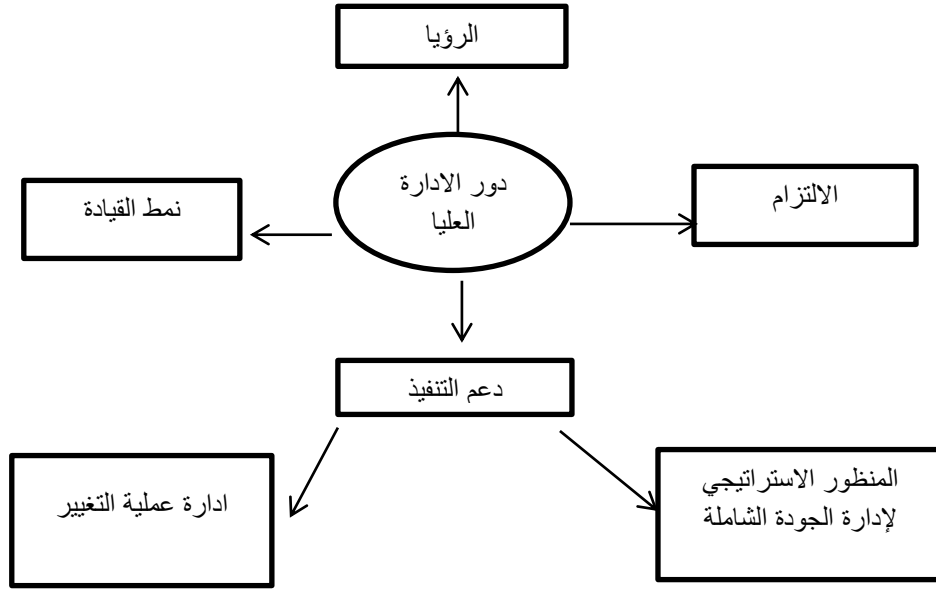 الرؤيا
دور الادارة
العليا
الالتزام
نمط القيادة
دعم التنفيذ
المنظور الاستراتيجي
لإدارة الجودة الشاملة
ادارة عملية التغيير